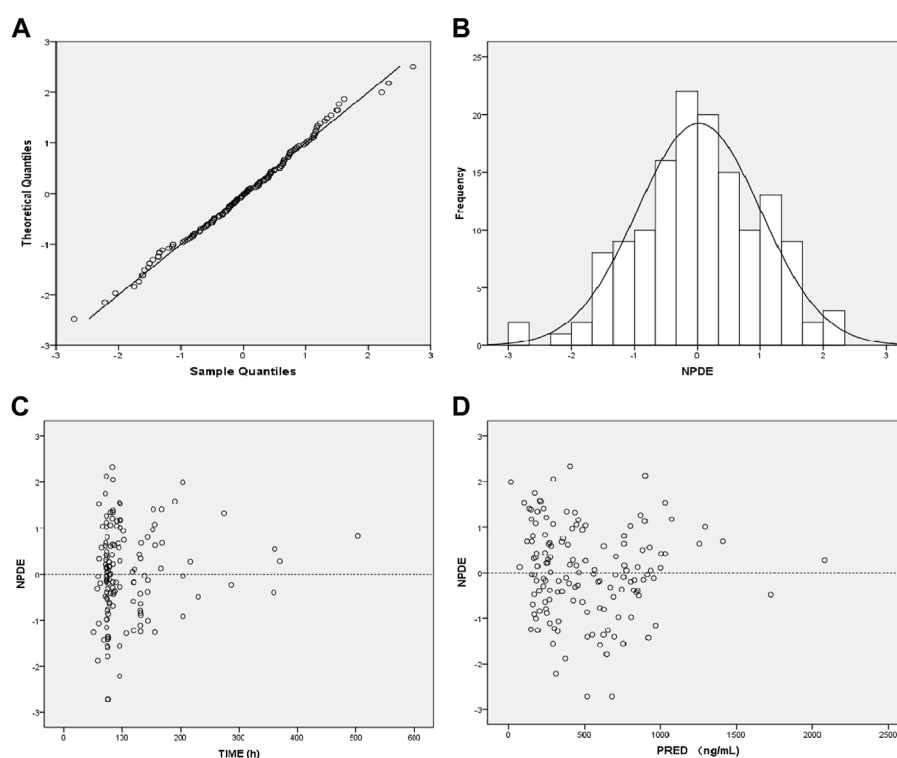 A
3
2
1
0
-1
-2
-3
Theoretical Quantiles
-3 -2 -1 0 1 2 3
Sample Quantiles
B
25
20
15
10
5
0
Frequency
-3 -2 -1 0 1 2 3
NPDE
C
3
2
1
0
-1
-2
-3
NPDE
0 100 200 300 400 500 600
TIME (h)
D
3
2
1
0
-1
-2
-3
NPDE
0 500 1000 1500 2000 2500
PRED （ng/mL）